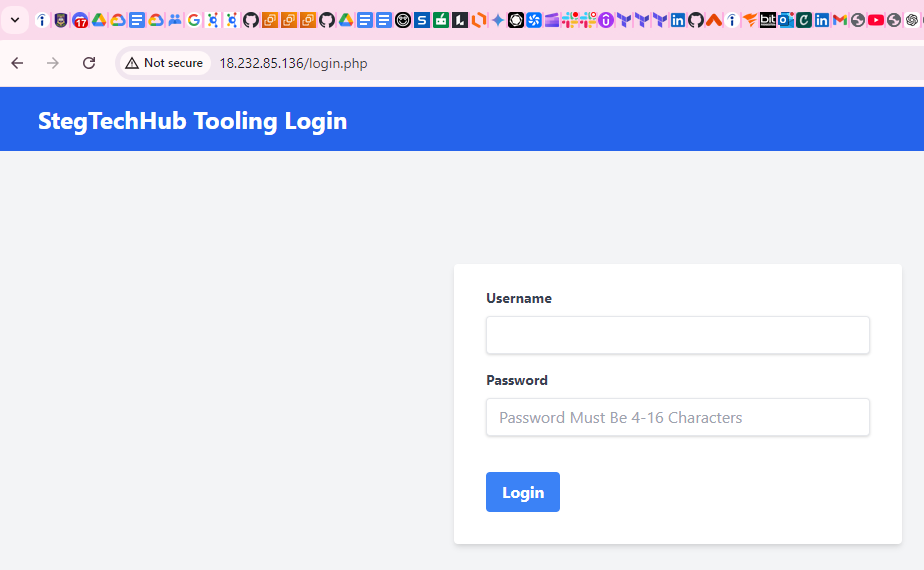 Not secure
18.232.85.136/login.php
StegTechHub Tooling Login
Username
Password
Password Must Be 4-16 Characters
Login